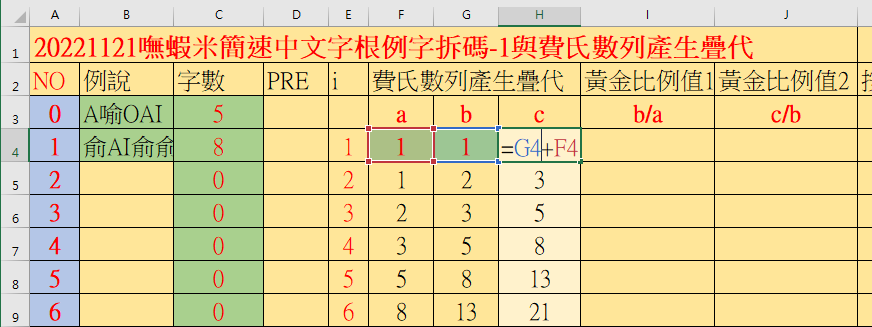 A B C D E F G H I J
1 20221121嘸蝦米簡速中文字根例字拆碼-1與費氏數列產生疊代
2 NO 例說 字數 PRE i 費氏數列產生疊代 黃金比例值1 黃金比例值2
3 0 A喻OAI 5 a b c b/a c/b
4 1 俞AI俞俞 8 1 1 1 =G4+F4
5 2 0 2 1 2 3
6 3 0 3 2 3 5
7 4 0 4 3 5 8
8 5 0 5 5 8 13
9 6 0 6 8 13 21